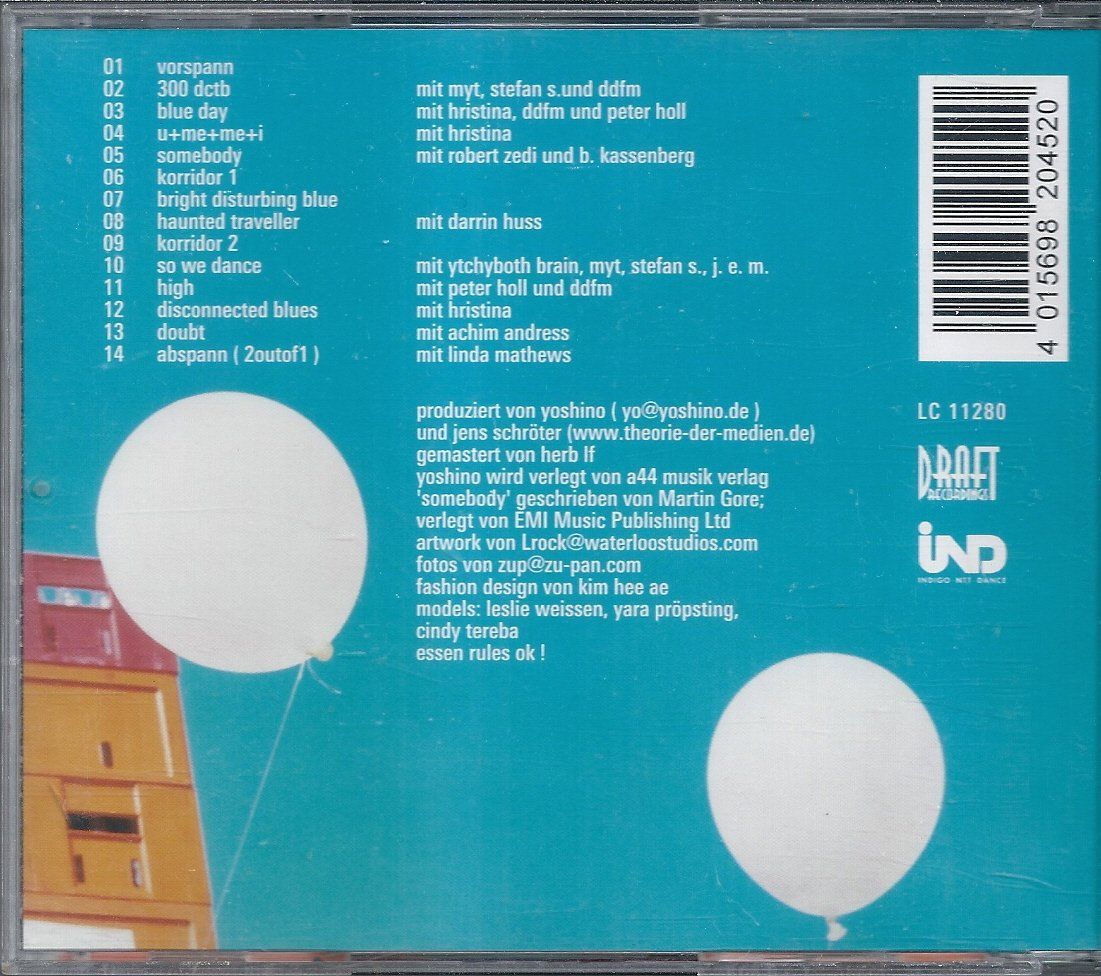 01 vorspann
02 300 dctb mit myt, stefan s.und ddfm
03 blue day mit hristina, ddfm und peter holl
04 u+me+me+i mit hristina
05 somebody mit robert zedi und b. kassenberg
06 korridor 1
07 bright disturbing blue
08 haunted traveller mit darrin huss
09 korridor 2
10 so we dance mit ytchyboth brain, myt, stefan s., j. e. m.
11 high mit peter holl und ddfm
12 disconnected blues mit hristina
13 doubt mit achim andress
14 abspann ( 2outof1 ) mit linda mathews
produziert von yoshino ( yo@yoshino.de )
und jens schröter (www.theorie-der-medien.de)
gemastert von herb lf
yoshino wird verlegt von a44 musik verlag
'somebody' geschrieben von Martin Gore;
verlegt von EMI Music Publishing Ltd
artwork von Lrock@waterloostudios.com
fotos von zup@zu-pan.com
fashion design von kim hee ae
models: leslie weissen, yara pröpsting,
cindy tereba
essen rules ok !
4 015698 204520
LC 11280
DRAFT
RECORDINGS
iND
INDIGO NET DANCE